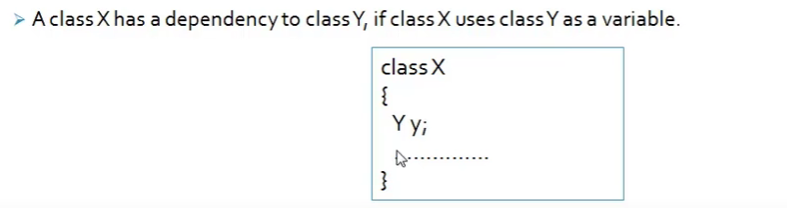 ➢ A class X has a dependency to class Y, if class X uses class Y as a variable.
class X
{
Y y;
.............
}